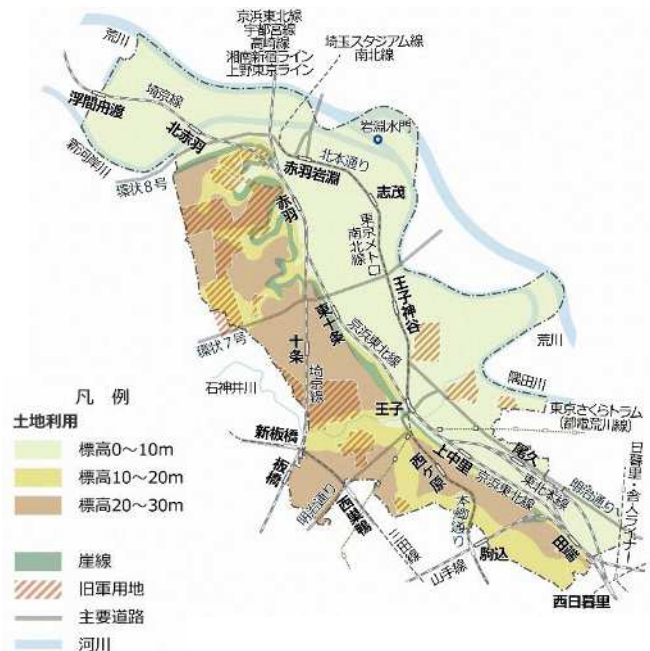 京浜東北線
宇都宮線
高崎線
湘南新宿ライン
上野東京ライン
埼玉スタジアム線
南北線
荒川
浮間舟渡
埼京線
北赤羽
新河岸川
環状8号
岩淵水門
赤羽岩淵
北本通り
志茂
赤羽
東京メトロ
南北線
王子神谷
東十条
京浜東北線
環状7号
十条
埼京線
石神井川
荒川
隅田川
王子
東京さくらトラム
(都電荒川線)
新板橋
板橋
明治通り
西巣鴨
三田線
西ケ原
上中里
本郷通り
京浜東北線
東北本線
尾久
明治通り
日暮里・舎人ライナー
田端
駒込
山手線
西日暮里
凡 例
土地利用
標高0~10m
標高10~20m
標高20~30m
崖線
旧軍用地
主要道路
河川